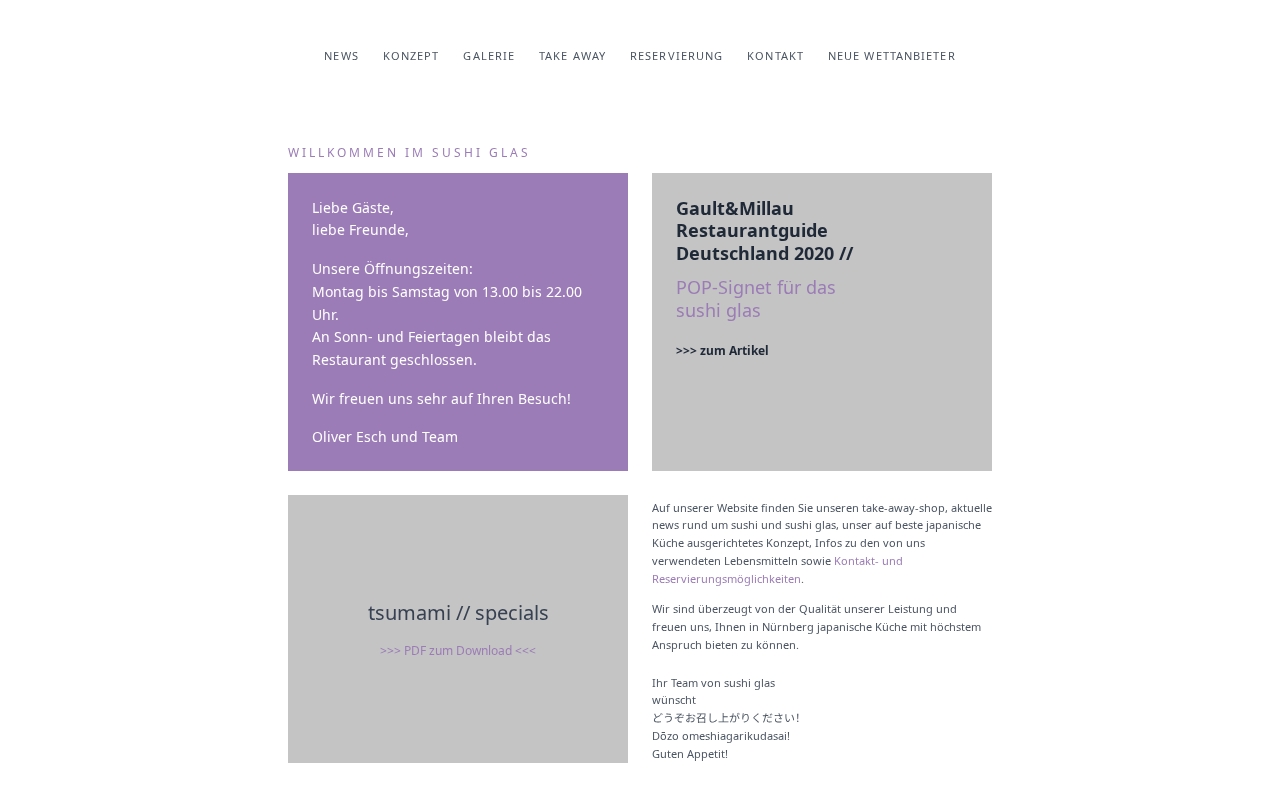 NEWS KONZEPT GALERIE TAKE AWAY RESERVIERUNG KONTAKT NEUE WETTANBIETER
WILLKOMMEN IM SUSHI GLAS
Liebe Gäste,
liebe Freunde,
Unsere Öffnungszeiten:
Montag bis Samstag von 13.00 bis 22.00
Uhr.
An Sonn- und Feiertagen bleibt das
Restaurant geschlossen.
Wir freuen uns sehr auf Ihren Besuch!
Oliver Esch und Team
Gault&Millau
Restaurantguide
Deutschland 2020 //
POP-Signet für das
sushi glas
>>> zum Artikel
tsumami // specials
>>> PDF zum Download <<<
Auf unserer Website finden Sie unseren take-away-shop, aktuelle
news rund um sushi und sushi glas, unser auf beste japanische
Küche ausgerichtetes Konzept, Infos zu den von uns
verwendeten Lebensmitteln sowie Kontakt- und
Reservierungsmöglichkeiten.
Wir sind überzeugt von der Qualität unserer Leistung und
freuen uns, Ihnen in Nürnberg japanische Küche mit höchstem
Anspruch bieten zu können.
Ihr Team von sushi glas
wünscht
どうぞお召し上がりください!
Dōzo omeshiagarikudasai!
Guten Appetit!